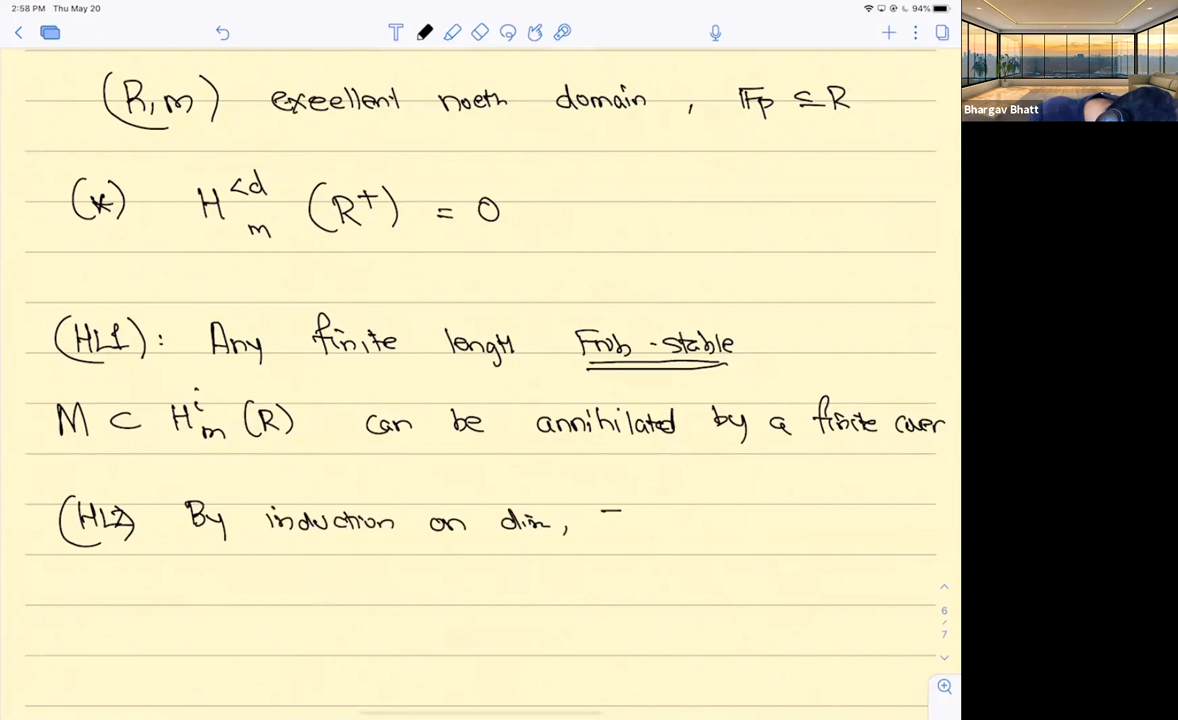 2:58 PM Thu May 20
94%
(R, m) exeellent noeth domain, 𝔽p ⊆ R
(*) H^{<d}_m (R^+) = 0
(HL1): Any finite length Frob-stable
M ⊂ H^i_m (R) can be annihilated by a finite cover
(HL2) By induction on dim,
6 / 7
Bhargav Bhatt